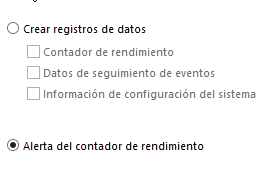 Crear registros de datos
Contador de rendimiento
Datos de seguimiento de eventos
Información de configuración del sistema
Alerta del contador de rendimiento